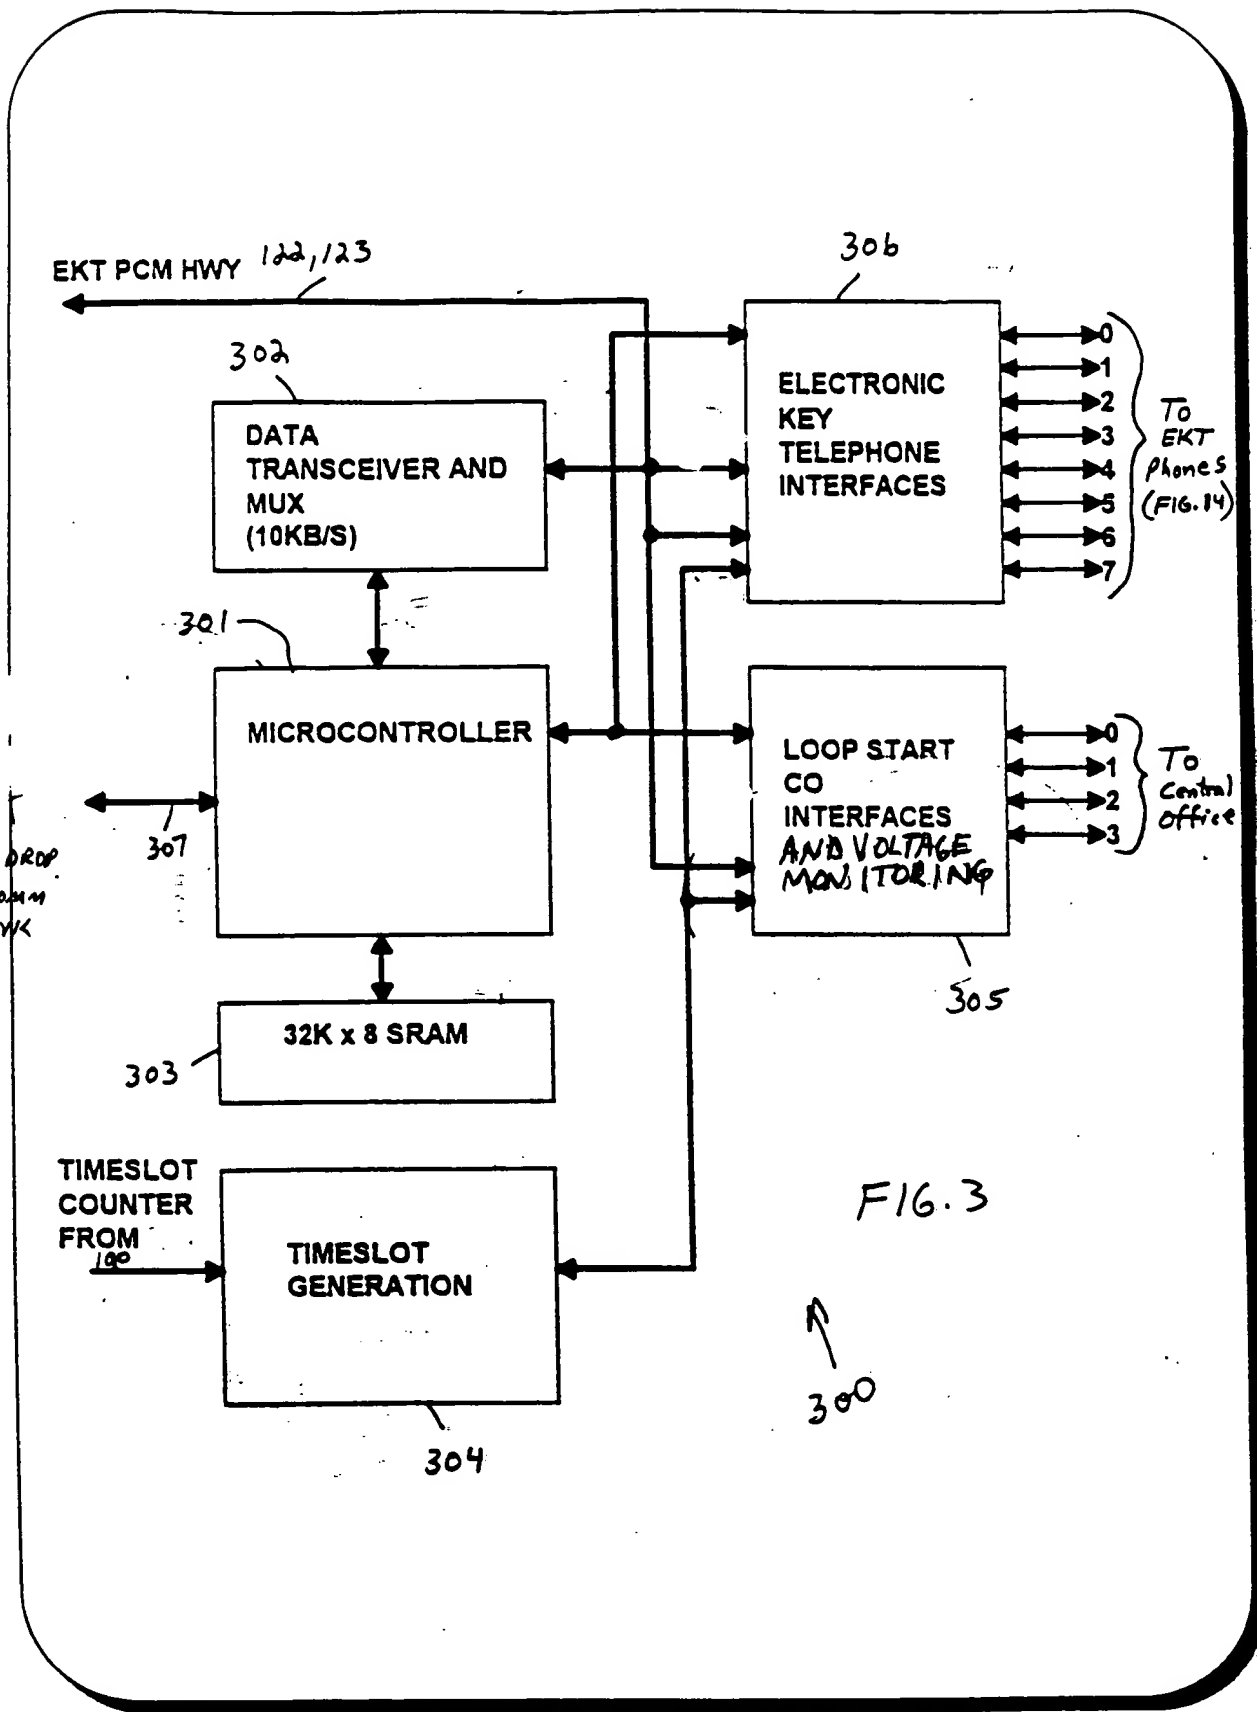 EKT PCM HWY 122,123
306
302
DATA
TRANSCEIVER AND
MUX
(10KB/S)
ELECTRONIC
KEY
TELEPHONE
INTERFACES
0
1
2
3
4
5
6
7
To
EKT
Phones
(FIG. 14)
301
MICROCONTROLLER
307
DROP
LOOP START
CO
INTERFACES
AND VOLTAGE
MONITORING
0
1
2
3
To
Central
Office
305
32K x 8 SRAM
303
TIMESLOT
COUNTER
FROM
100
TIMESLOT
GENERATION
304
FIG. 3
300